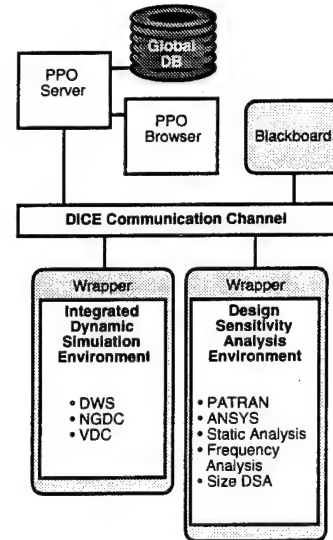 Global
DB
PPO
Server
PPO
Browser
Blackboard
DICE Communication Channel
Wrapper
Integrated
Dynamic
Simulation
Environment
• DWS
• NGDC
• VDC
Wrapper
Design
Sensitivity
Analysis
Environment
• PATRAN
• ANSYS
• Static Analysis
• Frequency
Analysis
• Size DSA